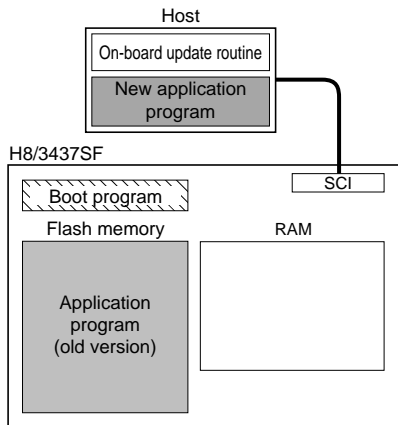 Host
On-board update routine
New application
program
H8/3437SF
SCI
Boot program
Flash memory
RAM
Application
program
(old version)